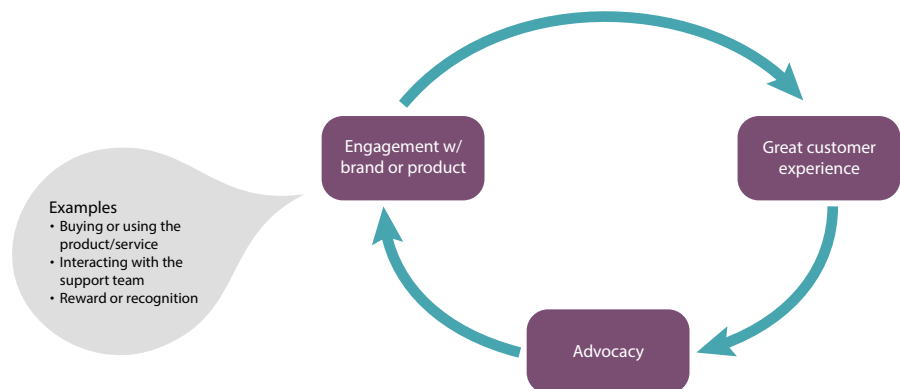 Engagement w/
brand or product
Great customer
experience
Examples
• Buying or using the
product/service
• Interacting with the
support team
• Reward or recognition
Advocacy